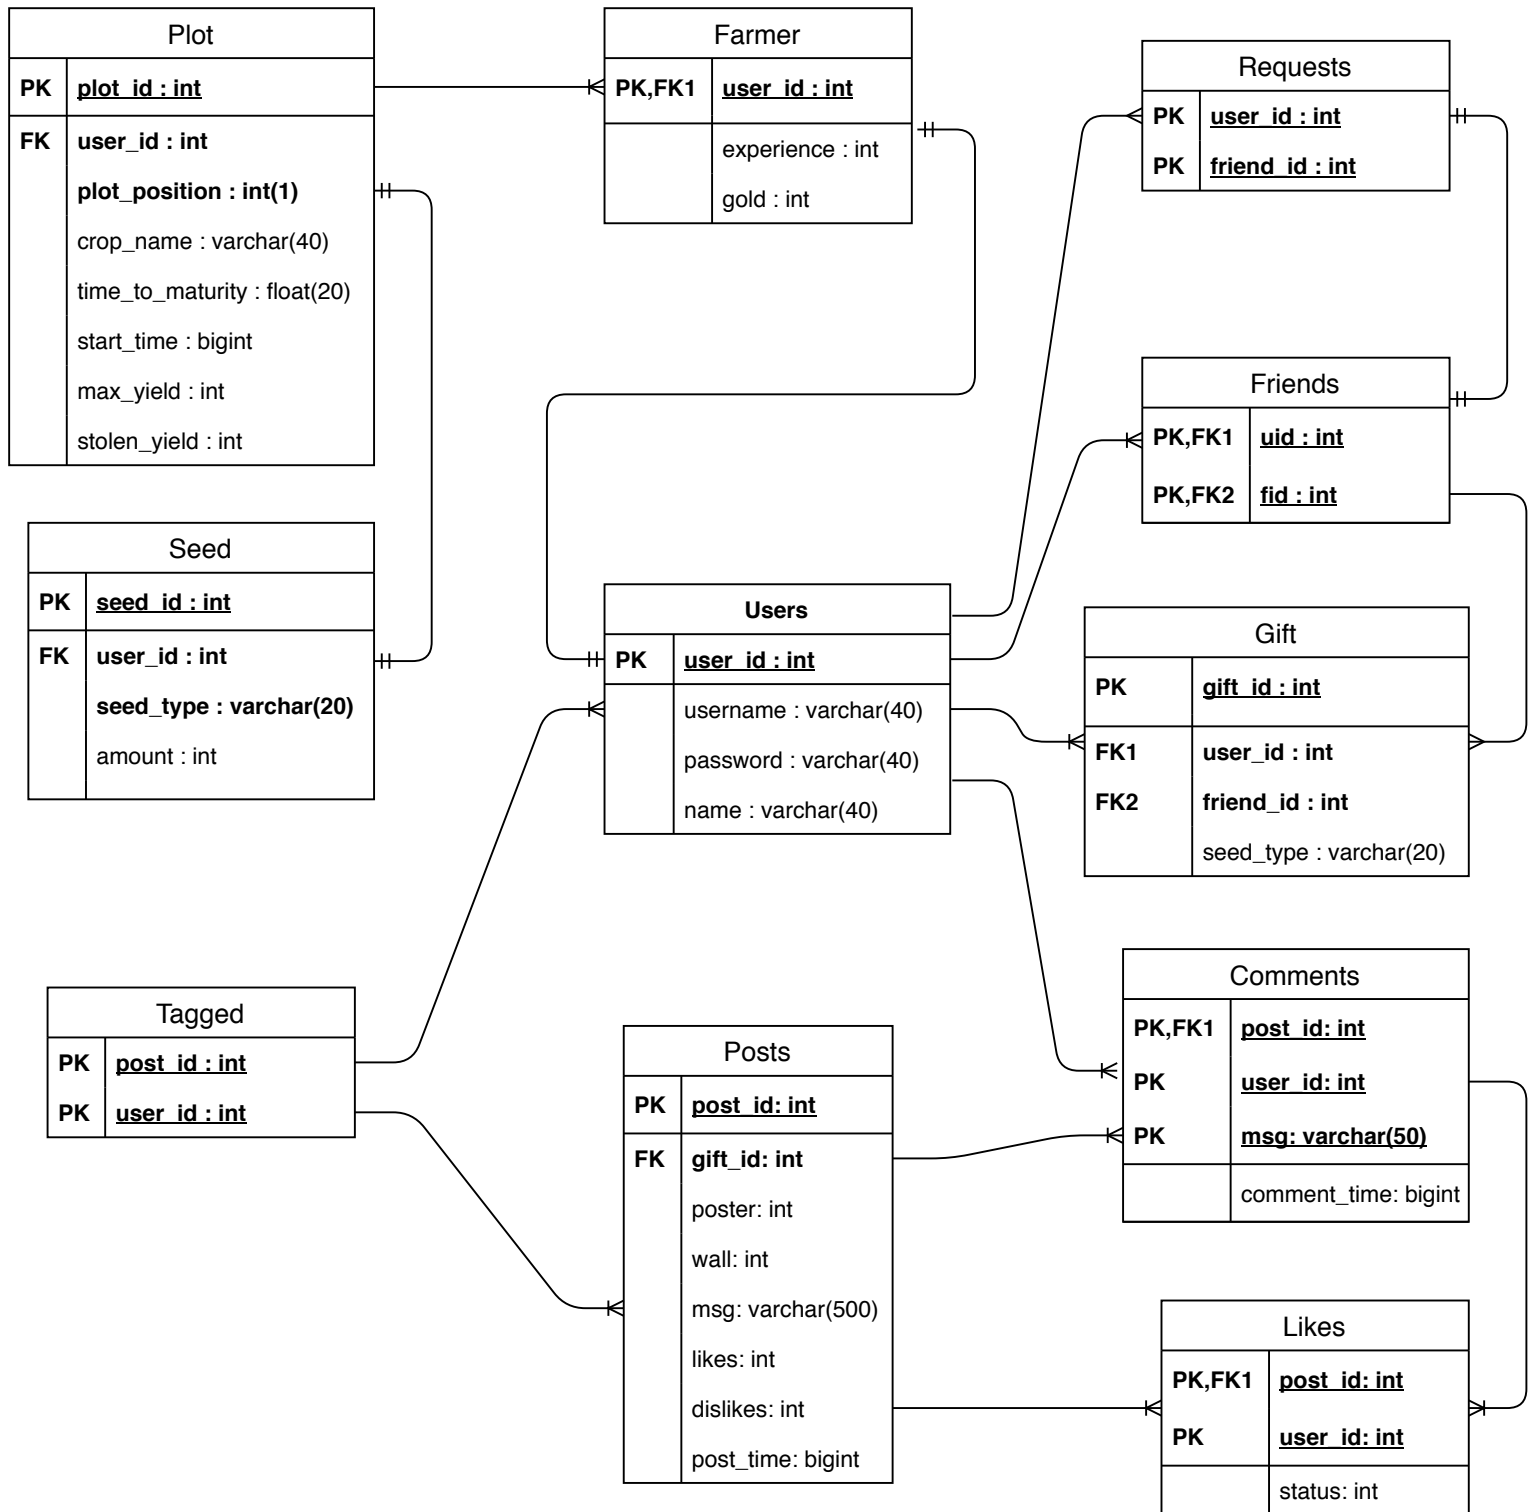 Plot
PK plot_id : int
FK user_id : int
plot_position : int(1)
crop_name : varchar(40)
time_to_maturity : float(20)
start_time : bigint
max_yield : int
stolen_yield : int
Farmer
PK,FK1 user_id : int
experience : int
gold : int
Requests
PK user_id : int
PK friend_id : int
Friends
PK,FK1 uid : int
PK,FK2 fid : int
Seed
PK seed_id : int
FK user_id : int
seed_type : varchar(20)
amount : int
Users
PK user_id : int
username : varchar(40)
password : varchar(40)
name : varchar(40)
Gift
PK gift_id : int
FK1 user_id : int
FK2 friend_id : int
seed_type : varchar(20)
Tagged
PK post_id : int
PK user_id : int
Posts
PK post_id: int
FK gift_id: int
poster: int
wall: int
msg: varchar(500)
likes: int
dislikes: int
post_time: bigint
Comments
PK,FK1 post_id: int
PK user_id: int
PK msg: varchar(50)
comment_time: bigint
Likes
PK,FK1 post_id: int
PK user_id: int
status: int